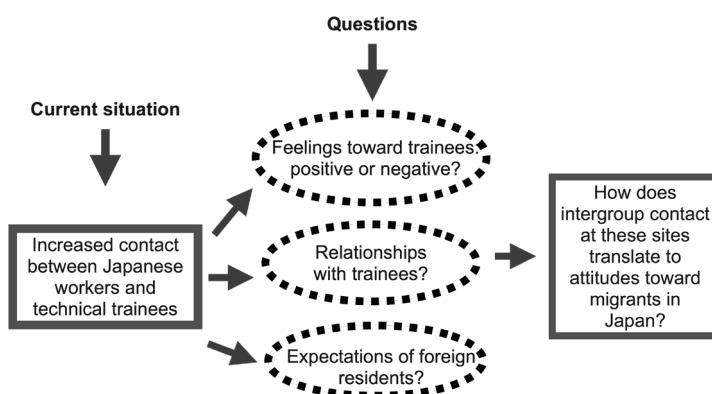 Questions
Current situation
Feelings toward trainees:
positive or negative?
Increased contact
between Japanese
workers and
technical trainees
Relationships
with trainees?
Expectations of foreign
residents?
How does
intergroup contact
at these sites
translate to
attitudes toward
migrants in
Japan?